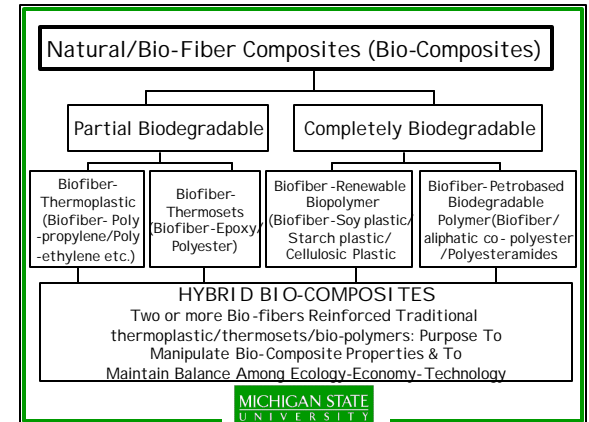 Natural/Bio-Fiber Composites (Bio-Composites)
Partial Biodegradable
Completely Biodegradable
Biofiber-
Thermoplastic
(Biofiber- Poly
-propylene/Poly
-ethylene etc.)
Biofiber-
Thermosets
(Biofiber-Epoxy/
Polyester)
Biofiber -Renewable
Biopolymer
(Biofiber-Soy plastic/
Starch plastic/
Cellulosic Plastic
Biofiber- Petrobased
Biodegradable
Polymer(Biofiber/
aliphatic co- polyester
/Polyesteramides
HYBRID BIO-COMPOSITES
Two or more Bio-fibers Reinforced Traditional
thermoplastic/thermosets/bio-polymers: Purpose To
Manipulate Bio-Composite Properties & To
Maintain Balance Among Ecology-Economy-Technology
MICHIGAN STATE
UNIVERSITY